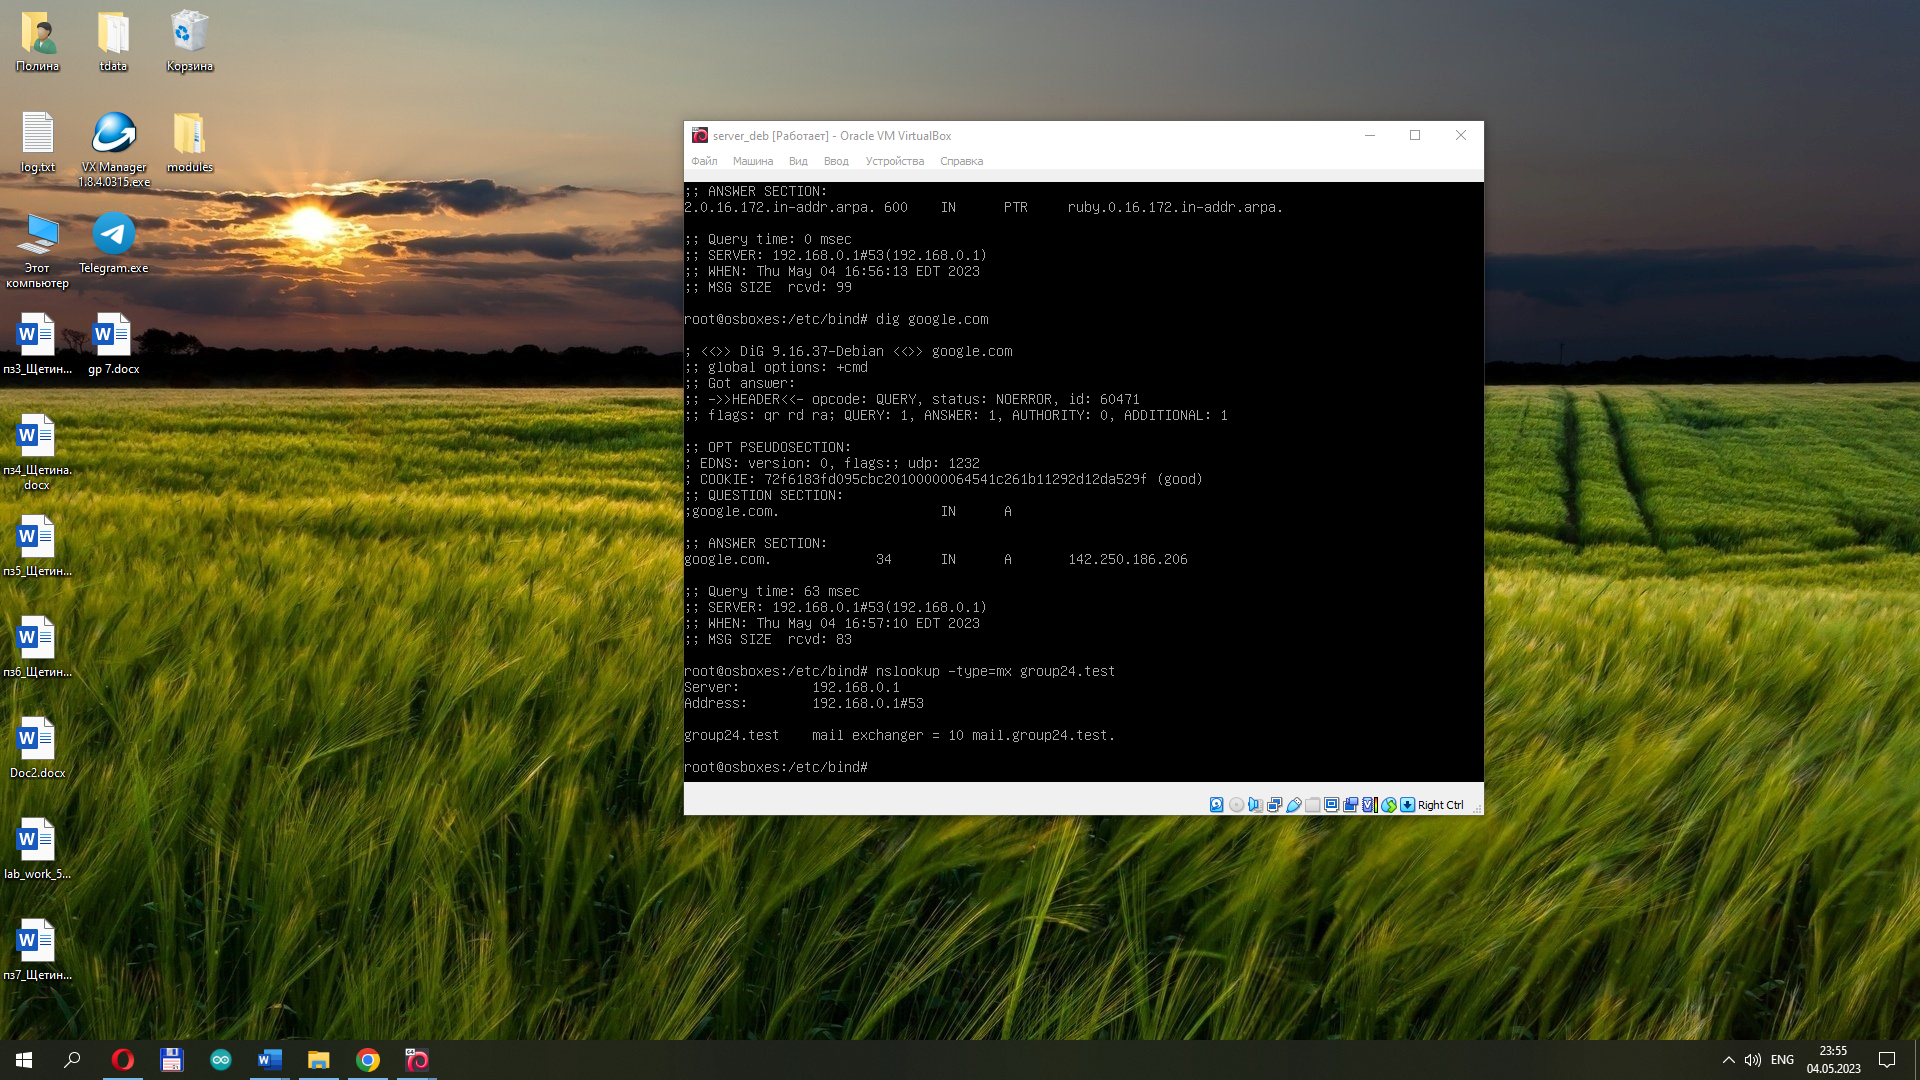 Полина
tdata
Корзина
log.txt
VX Manager
1.8.4.0315.exe
modules
Этот
компьютер
Telegram.exe
пз3_Щетин...
gp 7.docx
пз4_Щетина.
docx
пз5_Щетин...
пз6_Щетин...
Doc2.docx
lab_work_5...
пз7_Щетин...
server_deb [Работает] - Oracle VM VirtualBox
Файл Машина Вид Ввод Устройства Справка
;; ANSWER SECTION:
2.0.16.172.in-addr.arpa. 600 IN PTR ruby.0.16.172.in-addr.arpa.
;; Query time: 0 msec
;; SERVER: 192.168.0.1#53(192.168.0.1)
;; WHEN: Thu May 04 16:56:13 EDT 2023
;; MSG SIZE rcvd: 99
root@osboxes:/etc/bind# dig google.com
; <<>> DiG 9.16.37-Debian <<>> google.com
;; global options: +cmd
;; Got answer:
;; ->>HEADER<<- opcode: QUERY, status: NOERROR, id: 60471
;; flags: qr rd ra; QUERY: 1, ANSWER: 1, AUTHORITY: 0, ADDITIONAL: 1
;; OPT PSEUDOSECTION:
; EDNS: version: 0, flags:; udp: 1232
; COOKIE: 72f6183fd095cbc20100000064541c261b11292d12da529f (good)
;; QUESTION SECTION:
;google.com. IN A
;; ANSWER SECTION:
google.com. 34 IN A 142.250.186.206
;; Query time: 63 msec
;; SERVER: 192.168.0.1#53(192.168.0.1)
;; WHEN: Thu May 04 16:57:10 EDT 2023
;; MSG SIZE rcvd: 83
root@osboxes:/etc/bind# nslookup -type=mx group24.test
Server: 192.168.0.1
Address: 192.168.0.1#53
group24.test mail exchanger = 10 mail.group24.test.
root@osboxes:/etc/bind#
Right Ctrl
ENG
23:55
04.05.2023